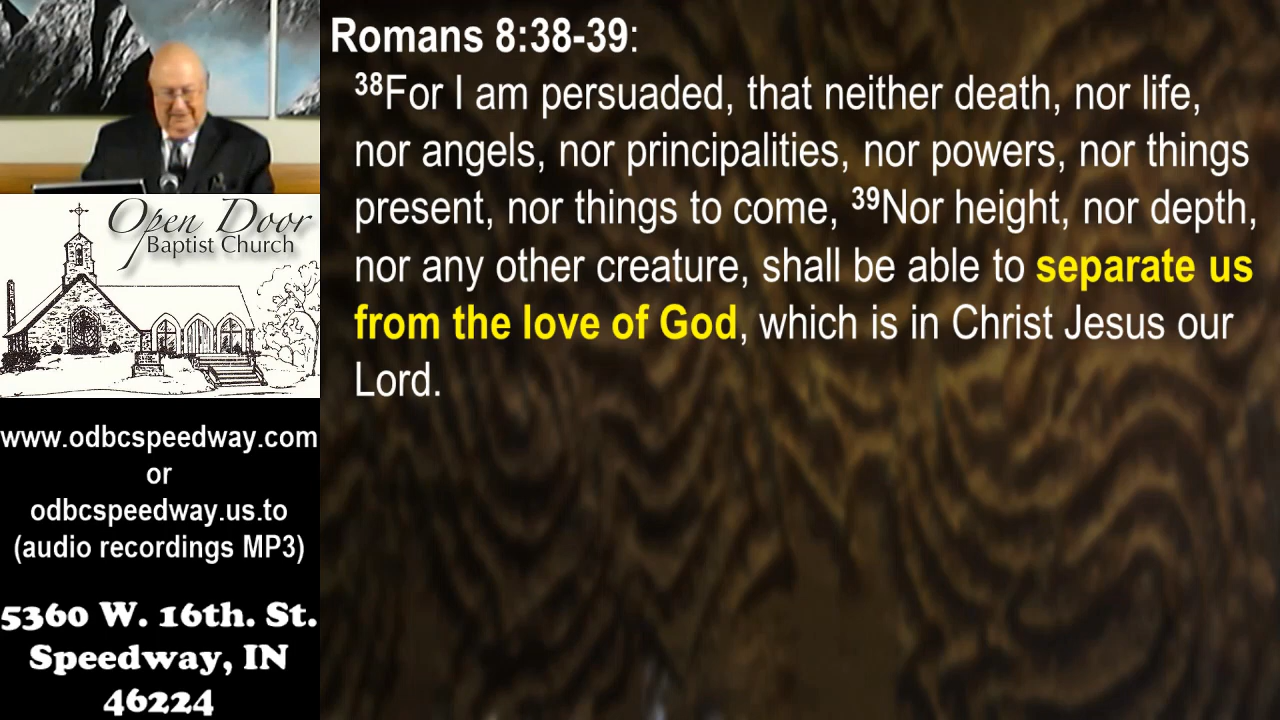 Romans 8:38-39:
38For I am persuaded, that neither death, nor life,
nor angels, nor principalities, nor powers, nor things
present, nor things to come, 39Nor height, nor depth,
nor any other creature, shall be able to separate us
from the love of God, which is in Christ Jesus our
Lord.
Open Door
Baptist Church
www.odbcspeedway.com
or
odbcspeedway.us.to
(audio recordings MP3)
5360 W. 16th. St.
Speedway, IN
46224